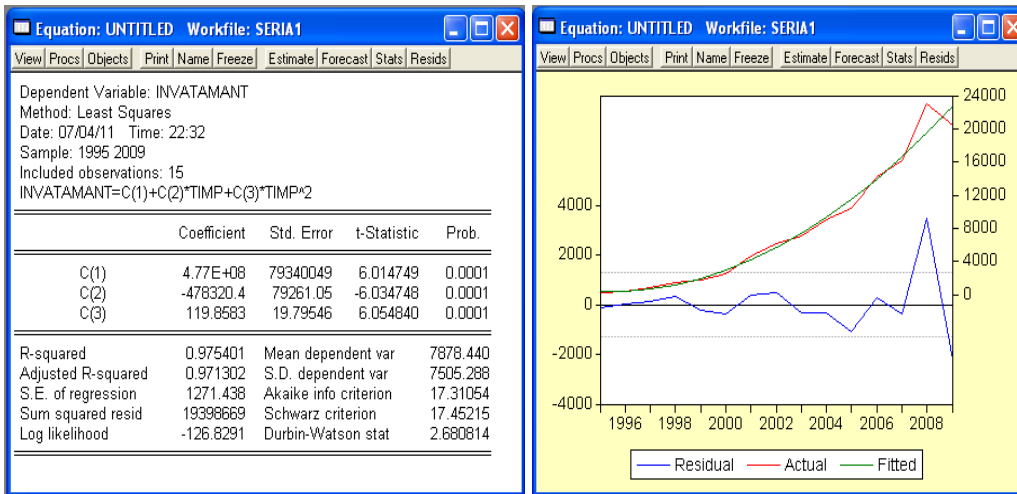 Equation: UNTITLED Workfile: SERIA1
View Procs Objects Print Name Freeze Estimate Forecast Stats Resids
Dependent Variable: INVATAMANT
Method: Least Squares
Date: 07/04/11 Time: 22:32
Sample: 1995 2009
Included observations: 15
INVATAMANT=C(1)+C(2)*TIMP+C(3)*TIMP^2
Coefficient Std. Error t-Statistic Prob.
C(1) 4.77E+08 79340049 6.014749 0.0001
C(2) -478320.4 79261.05 -6.034748 0.0001
C(3) 119.8583 19.79546 6.054840 0.0001
R-squared 0.975401 Mean dependent var 7878.440
Adjusted R-squared 0.971302 S.D. dependent var 7505.288
S.E. of regression 1271.438 Akaike info criterion 17.31054
Sum squared resid 19398669 Schwarz criterion 17.45215
Log likelihood -126.8291 Durbin-Watson stat 2.680814
Equation: UNTITLED Workfile: SERIA1
View Procs Objects Print Name Freeze Estimate Forecast Stats Resids
24000
20000
16000
12000
8000
4000
0
4000
2000
0
-2000
-4000
1996 1998 2000 2002 2004 2006 2008
Residual Actual Fitted